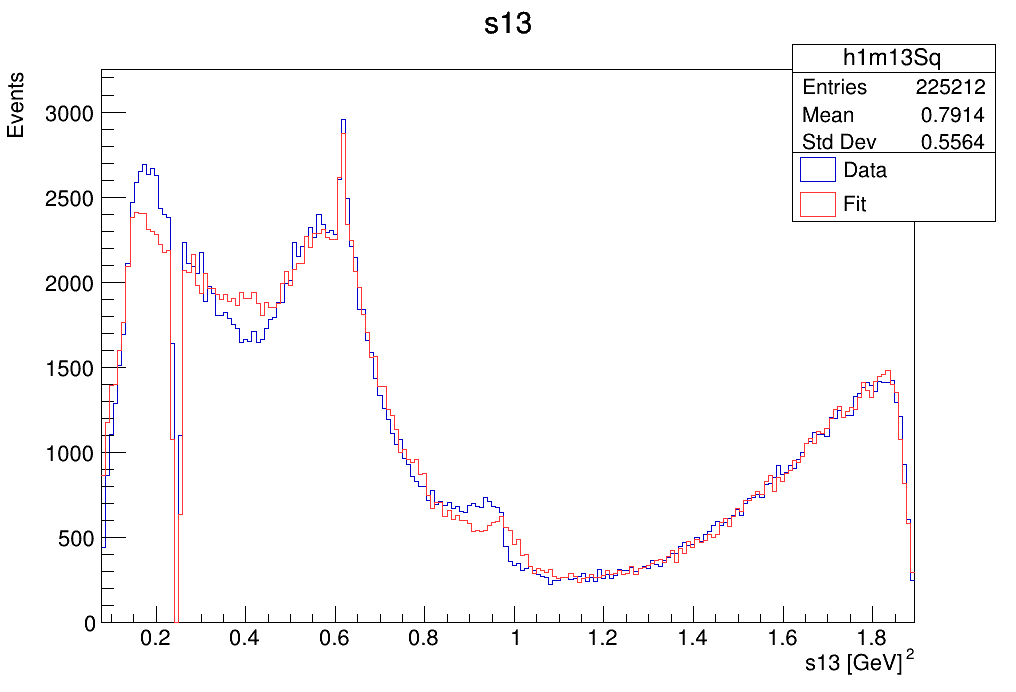 s13
h1m13Sq
Entries 225212
Mean 0.7914
Std Dev 0.5564
Data
Fit
Events
3000
2500
2000
1500
1000
500
0
0.2 0.4 0.6 0.8 1 1.2 1.4 1.6 1.8
s13 [GeV]²